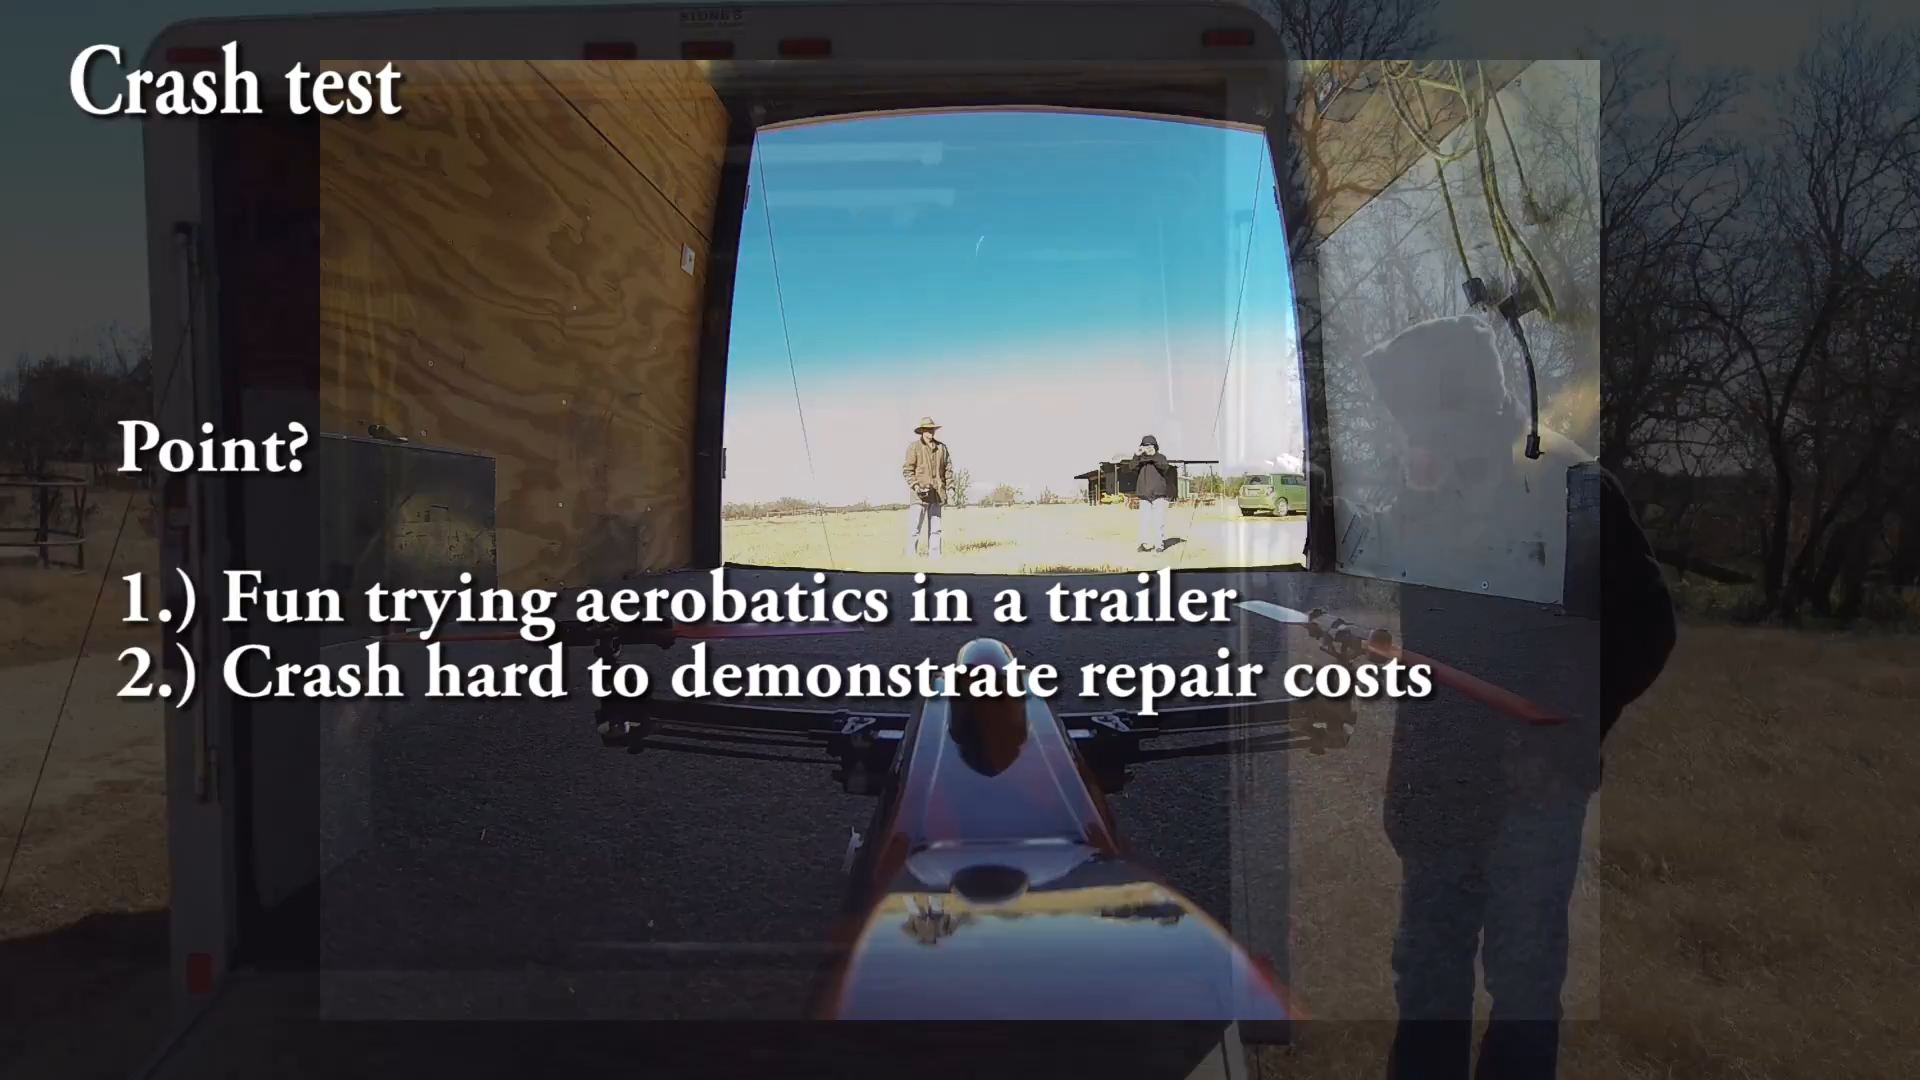 Crash test
Point?
1.) Fun trying aerobatics in a trailer
2.) Crash hard to demonstrate repair costs